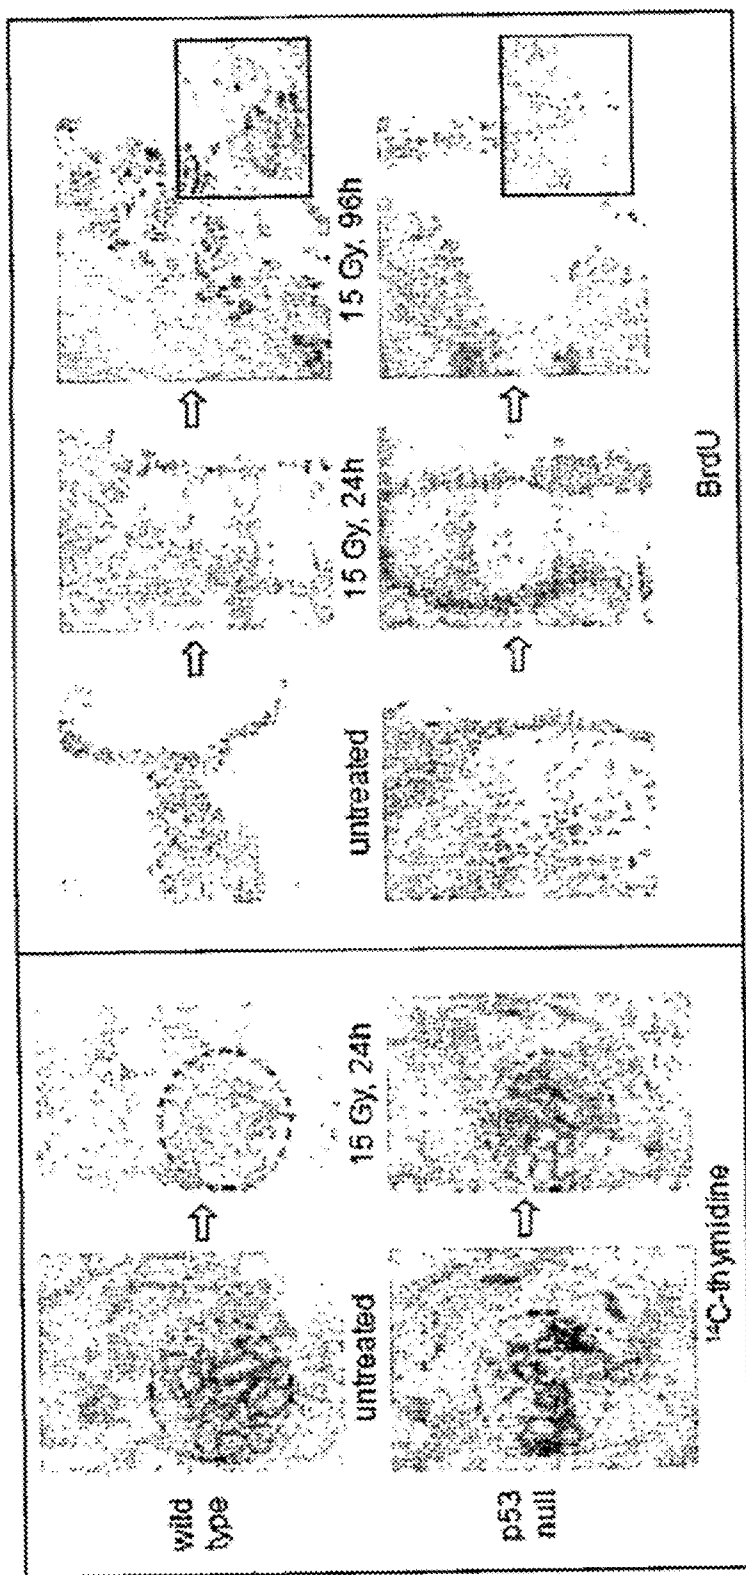 wild
type
p53
null
untreated
15 Gy, 24h
¹⁴C-thymidine
untreated
15 Gy, 24h
15 Gy, 96h
BrdU